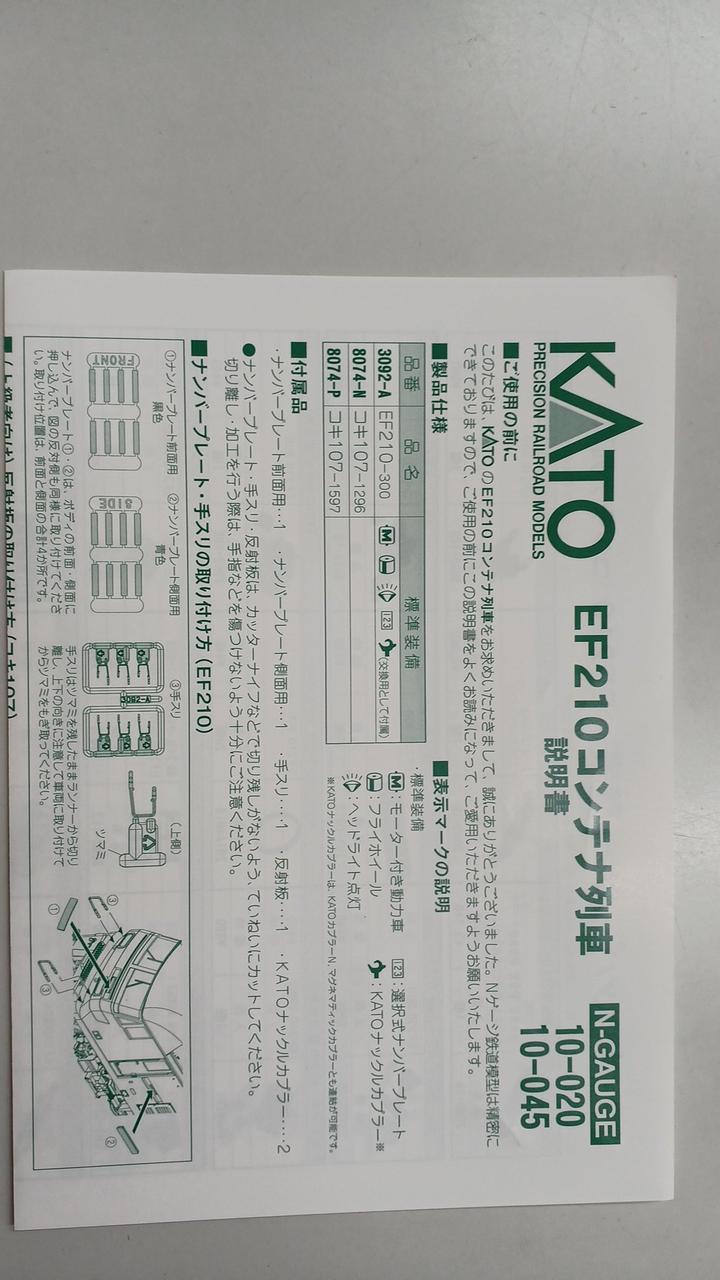 KATO
PRECISION RAILROAD MODELS
EF210コンテナ列車
説明書
N-GAUGE
10-020
10-045
■ご使用の前に
このたびは、KATOのEF210コンテナ列車をお求めいただきまして、誠にありがとうございました。Nゲージ鉄道模型は精密に
できておりますので、ご使用の前にこの説明書をよくお読みになって、ご愛用いただきますようお願いいたします。
■製品仕様
品番 品名 標準装備
3092-A EF210-300 M 123 (交換用として付属)
8074-N コキ107-1296
8074-P コキ107-1597
■表示マークの説明
・標準装備
M:モーター付き動力車 123:選択式ナンバープレート
:フライホイール :KATOナックルカプラー※
:ヘッドライト点灯
※KATOナックルカプラーは、KATOカプラーN、マグネマティックカプラーとも連結が可能です。
■付属品
・ナンバープレート前面用‥1 ・ナンバープレート側面用‥1 ・手スリ‥‥1 ・反射板‥‥1 ・KATOナックルカプラー‥‥2
●ナンバープレート・手スリ・反射板は、カッターナイフなどで切り残しがないよう、ていねいにカットしてください。
切り離し・加工を行う際は、手指などを傷つけないよう十分にご注意ください。
■ナンバープレート・手スリの取り付け方(EF210)
①ナンバープレート前面用
黒色
②ナンバープレート側面用
青色
③手スリ
FRONT
SIDE
3092-A
(上側)
ツマミ
①
③
③
②
ナンバープレート①・②は、ボディの前面・側面に
押し込んで、図の反対側も同様に取り付けてくださ
い。取り付け位置は、前面と側面の合計4か所です。
手スリはツマミを残したままランナーから切り
離し、上下の向きに注意して車両に取り付けて
からツマミをもぎ取ってください。
■(上級者向け)反射板の取り付け方(コキ107)